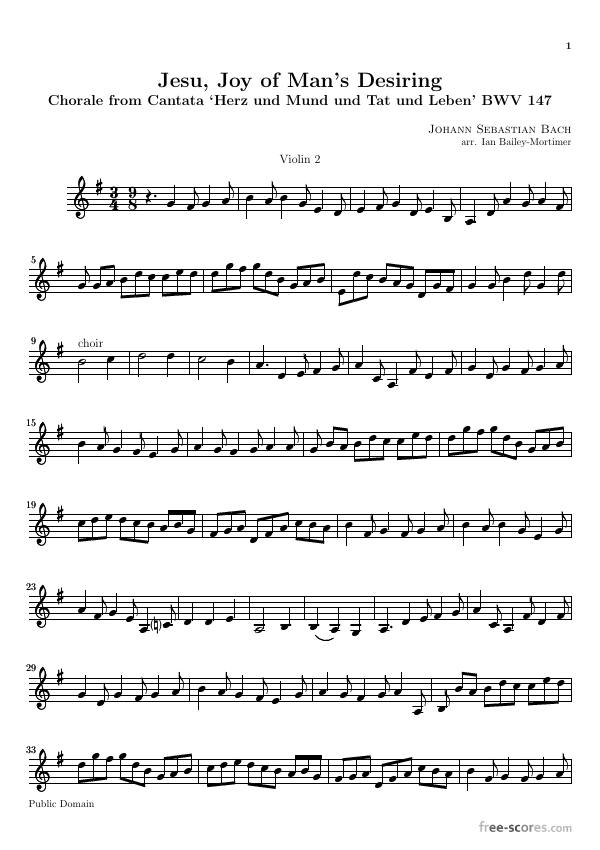 1
Jesu, Joy of Man's Desiring
Chorale from Cantata ‘Herz und Mund und Tat und Leben’ BWV 147
Johann Sebastian Bach
arr. Ian Bailey-Mortimer
Violin 2
3 9
4 8
5
9
choir
15
19
23
29
33
Public Domain
free-scores.com